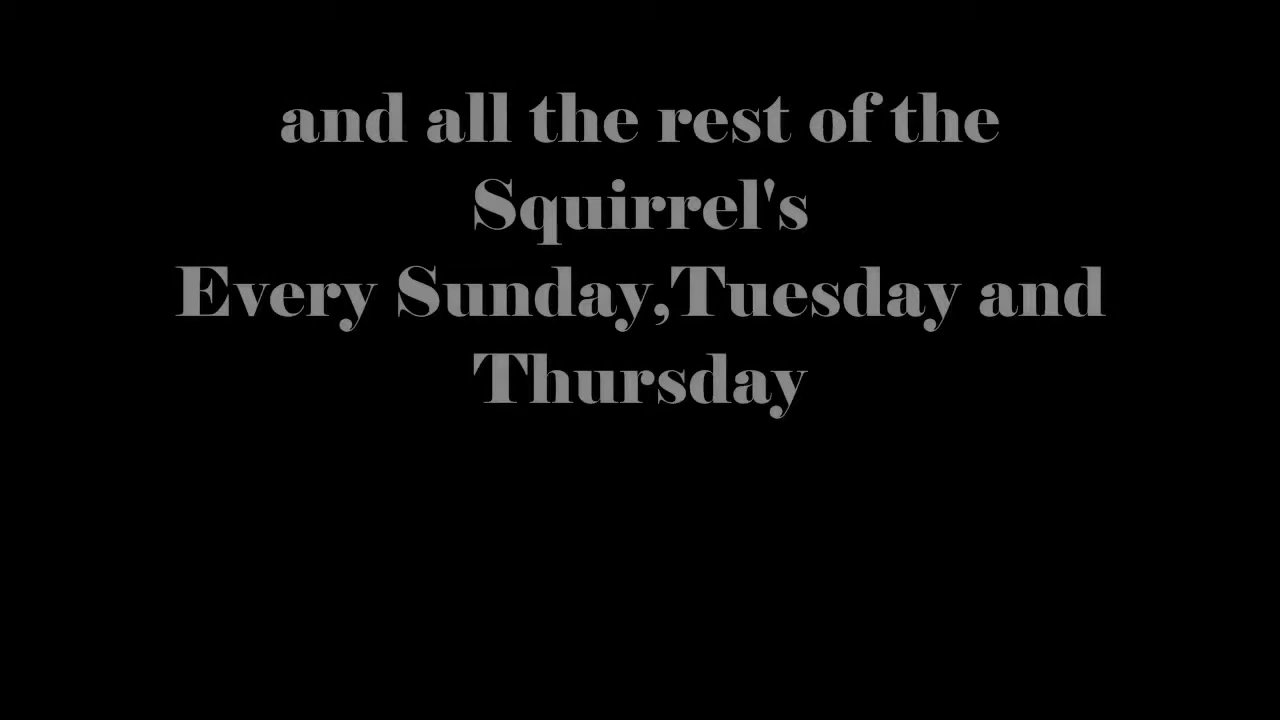 and all the rest of the
Squirrel's
Every Sunday,Tuesday and
Thursday